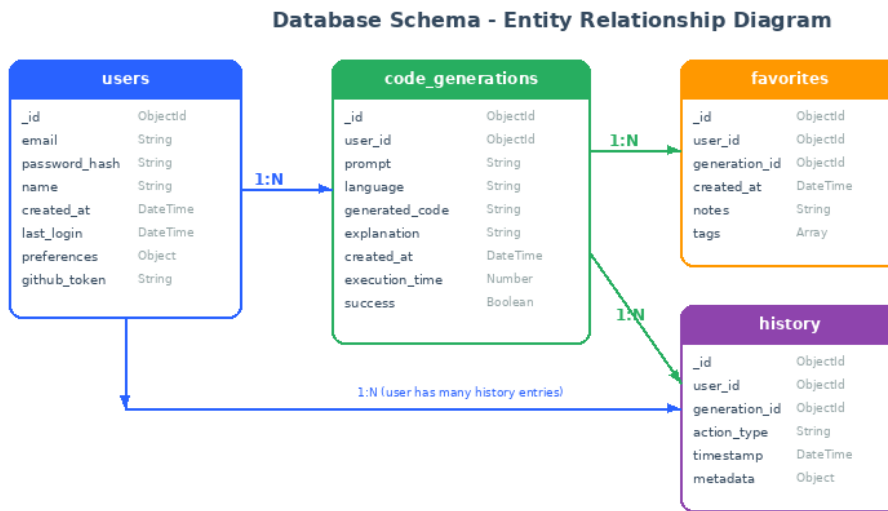 Database Schema - Entity Relationship Diagram
users
_id ObjectId
email String
password_hash String
name String
created_at DateTime
last_login DateTime
preferences Object
github_token String
1:N
code_generations
_id ObjectId
user_id ObjectId
prompt String
language String
generated_code String
explanation String
created_at DateTime
execution_time Number
success Boolean
1:N
favorites
_id ObjectId
user_id ObjectId
generation_id ObjectId
created_at DateTime
notes String
tags Array
1:N
history
_id ObjectId
user_id ObjectId
generation_id ObjectId
action_type String
timestamp DateTime
metadata Object
1:N (user has many history entries)